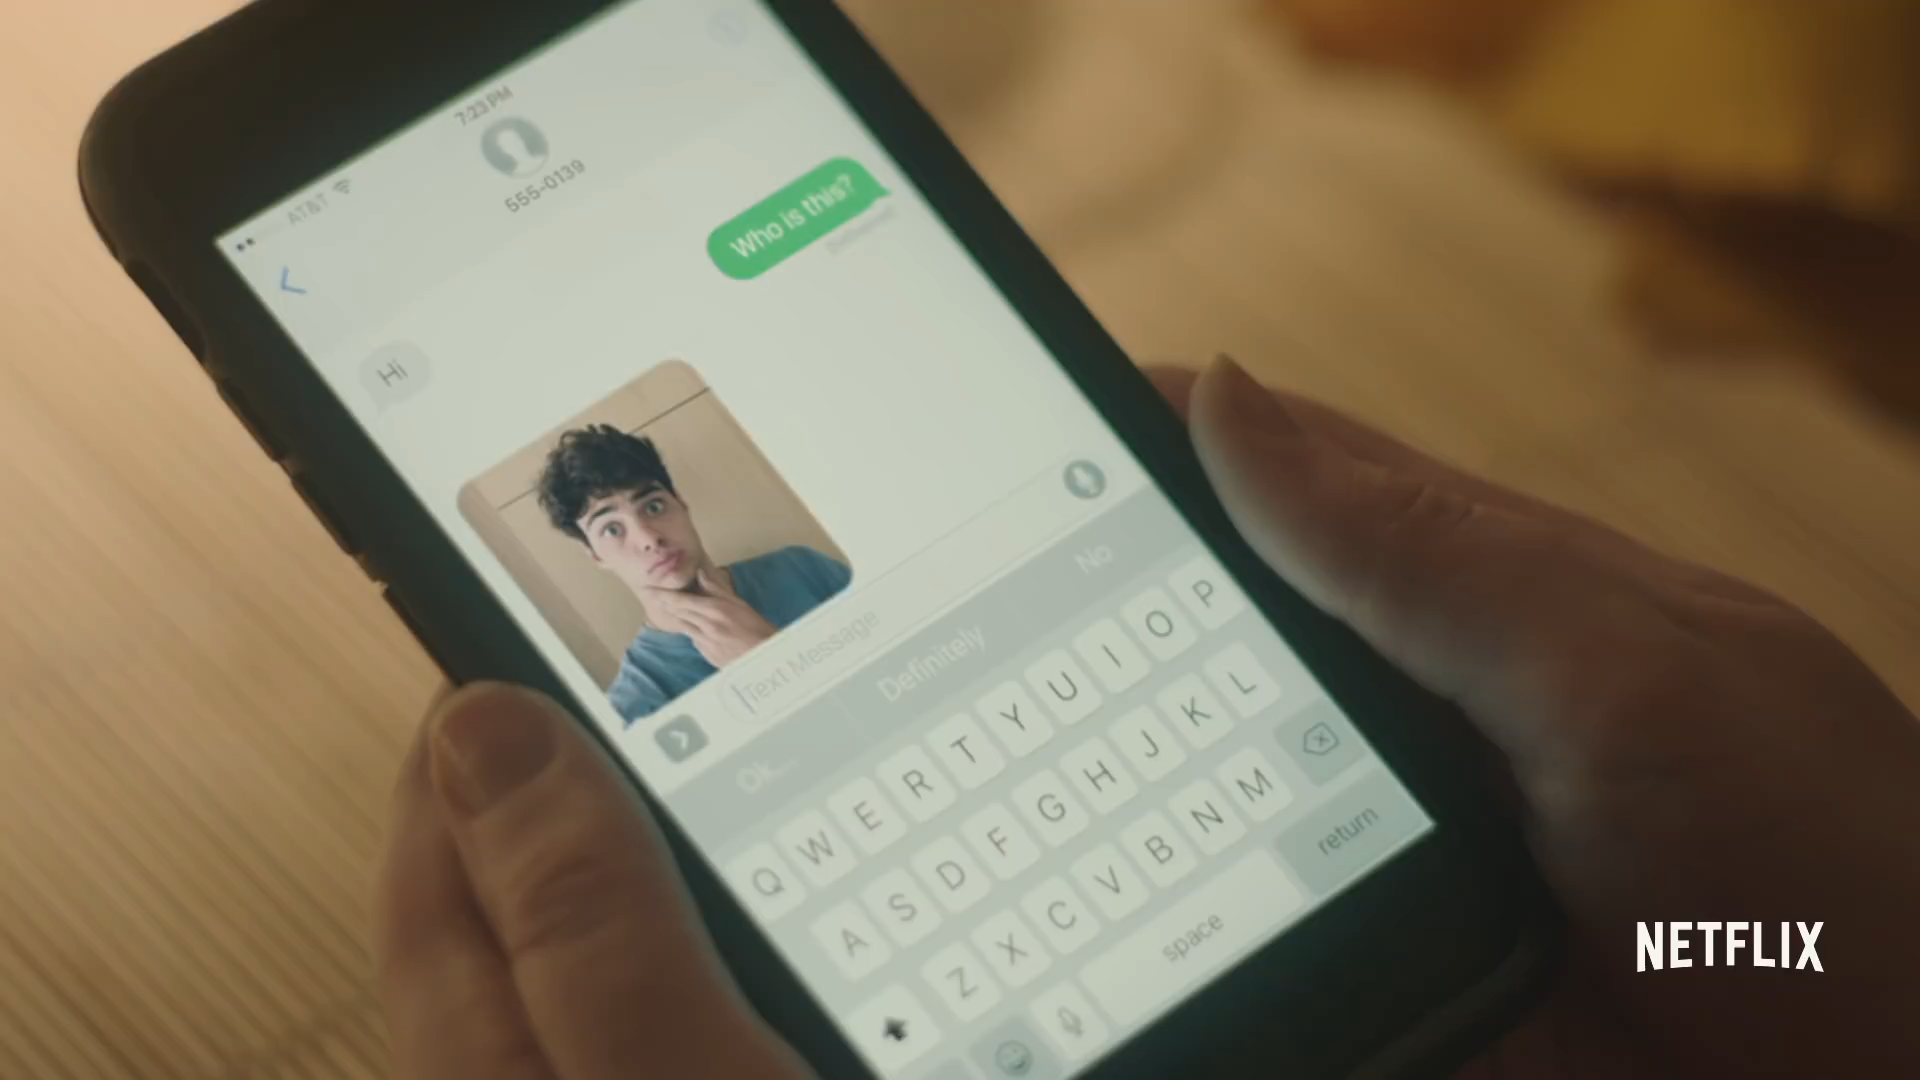 7:23 PM
AT&T
555-0139
Who is this?
Hi
Text Message
Ok...
Definitely
No
Q W E R T Y U I O P
A S D F G H J K L
Z X C V B N M
space
return
NETFLIX